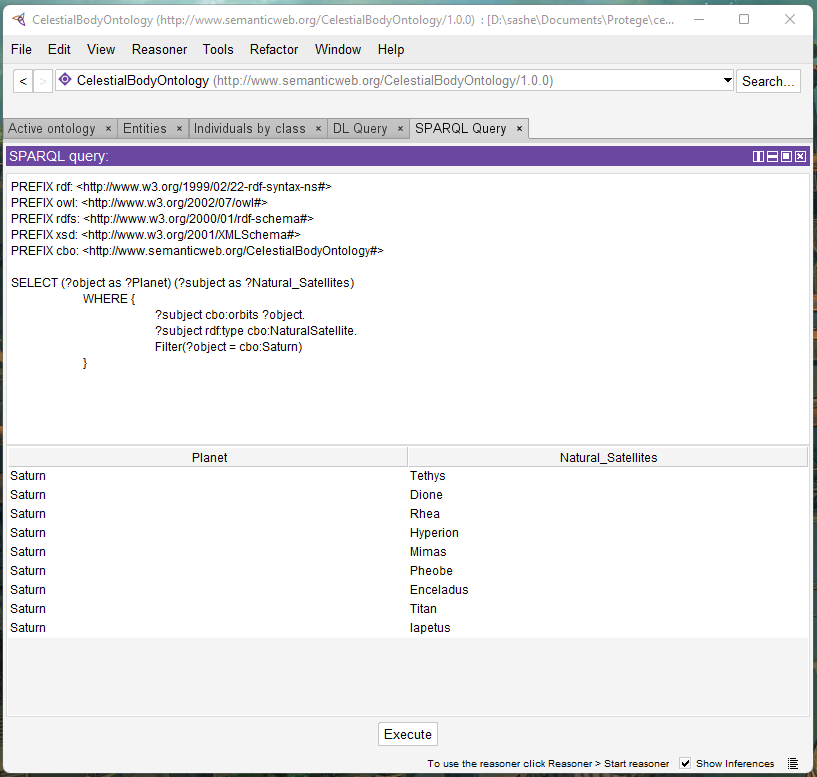 CelestialBodyOntology (http://www.semanticweb.org/CelestialBodyOntology/1.0.0) : [D:\sashe\Documents\Protege\ce...
File Edit View Reasoner Tools Refactor Window Help
< > CelestialBodyOntology (http://www.semanticweb.org/CelestialBodyOntology/1.0.0) Search...
Active ontology × Entities × Individuals by class × DL Query × SPARQL Query ×
SPARQL query:
PREFIX rdf: <http://www.w3.org/1999/02/22-rdf-syntax-ns#>
PREFIX owl: <http://www.w3.org/2002/07/owl#>
PREFIX rdfs: <http://www.w3.org/2000/01/rdf-schema#>
PREFIX xsd: <http://www.w3.org/2001/XMLSchema#>
PREFIX cbo: <http://www.semanticweb.org/CelestialBodyOntology#>
SELECT (?object as ?Planet) (?subject as ?Natural_Satellites)
WHERE {
?subject cbo:orbits ?object.
?subject rdf:type cbo:NaturalSatellite.
Filter(?object = cbo:Saturn)
}
Planet Natural_Satellites
Saturn Tethys
Saturn Dione
Saturn Rhea
Saturn Hyperion
Saturn Mimas
Saturn Pheobe
Saturn Enceladus
Saturn Titan
Saturn Iapetus
Execute
To use the reasoner click Reasoner > Start reasoner Show Inferences